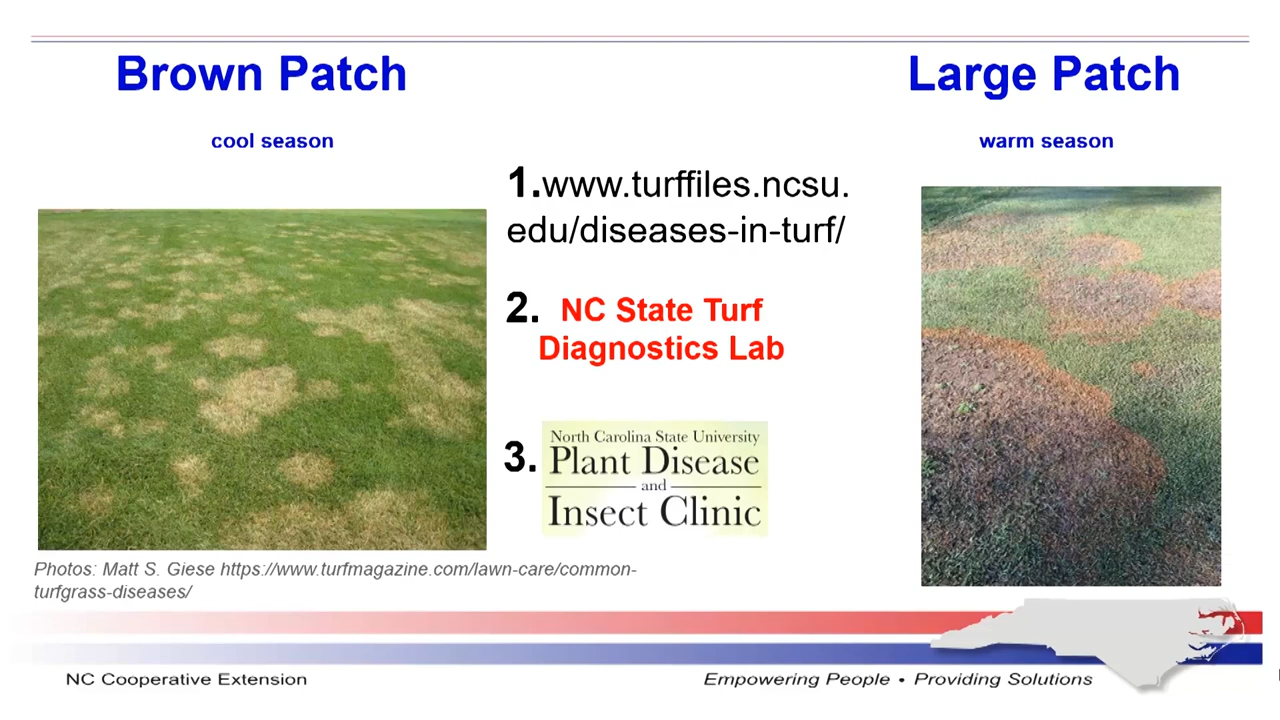 Brown Patch
cool season
Large Patch
warm season
1.www.turffiles.ncsu.
edu/diseases-in-turf/
2. NC State Turf
Diagnostics Lab
3.
North Carolina State University
Plant Disease
and
Insect Clinic
Photos: Matt S. Giese https://www.turfmagazine.com/lawn-care/common-
turfgrass-diseases/
NC Cooperative Extension
Empowering People • Providing Solutions